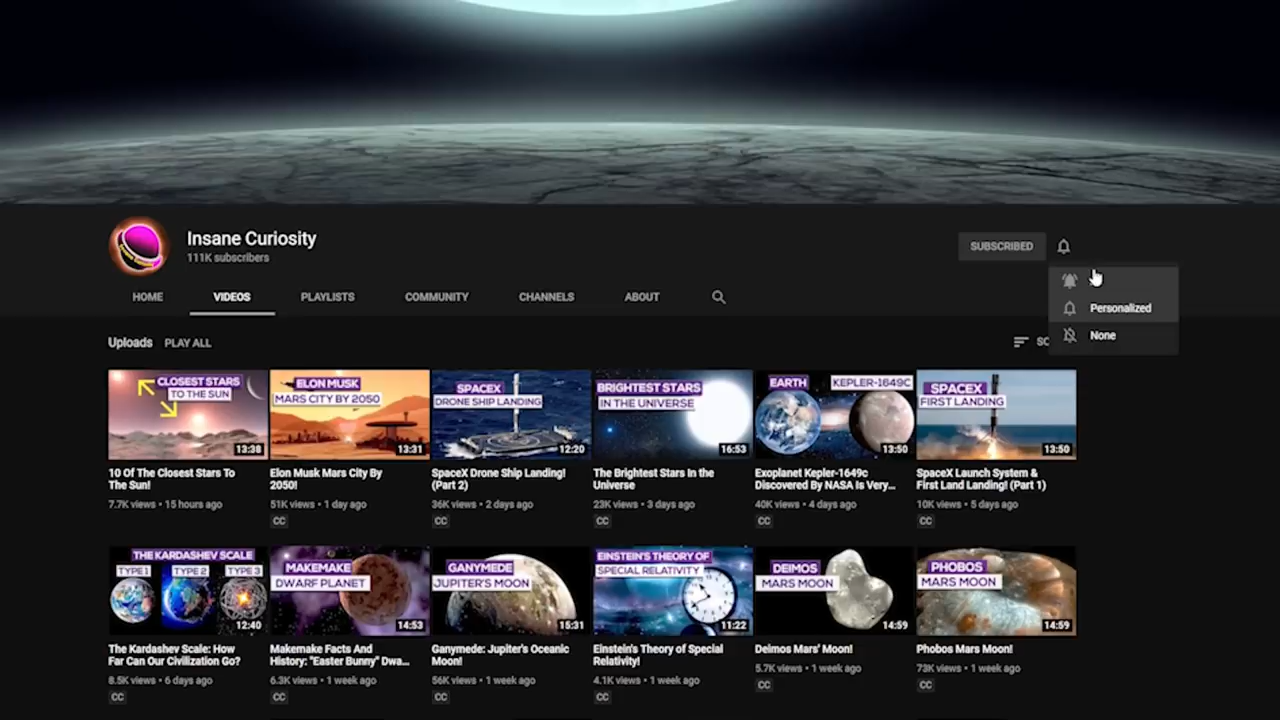 Insane Curiosity
111K subscribers
SUBSCRIBED
HOME
VIDEOS
PLAYLISTS
COMMUNITY
CHANNELS
ABOUT
Personalized
None
Uploads
PLAY ALL
CLOSEST STARS
TO THE SUN
13:38
ELON MUSK
MARS CITY BY 2050
13:31
SPACEX
DRONE SHIP LANDING
12:20
BRIGHTEST STARS
IN THE UNIVERSE
16:53
EARTH
KEPLER-1649C
13:50
SPACEX
FIRST LANDING
13:50
10 Of The Closest Stars To
The Sun!
7.7K views • 15 hours ago
Elon Musk Mars City By
2050!
51K views • 1 day ago
CC
SpaceX Drone Ship Landing!
(Part 2)
36K views • 2 days ago
CC
The Brightest Stars In the
Universe
23K views • 3 days ago
CC
Exoplanet Kepler-1649c
Discovered By NASA Is Very...
40K views • 4 days ago
CC
SpaceX Launch System &
First Land Landing! (Part 1)
10K views • 5 days ago
CC
THE KARDASHEV SCALE
TYPE 1
TYPE 2
TYPE 3
12:40
MAKEMAKE
DWARF PLANET
14:53
GANYMEDE
JUPITER'S MOON
15:31
EINSTEIN'S THEORY OF
SPECIAL RELATIVITY
11:22
DEIMOS
MARS MOON
14:59
PHOBOS
MARS MOON
14:59
The Kardashev Scale: How
Far Can Our Civilization Go?
8.5K views • 6 days ago
CC
Makemake Facts And
History: "Easter Bunny" Dwa...
6.3K views • 1 week ago
CC
Ganymede: Jupiter's Oceanic
Moon!
56K views • 1 week ago
CC
Einstein's Theory of Special
Relativity!
4.1K views • 1 week ago
CC
Deimos Mars' Moon!
5.7K views • 1 week ago
CC
Phobos Mars Moon!
73K views • 1 week ago
CC